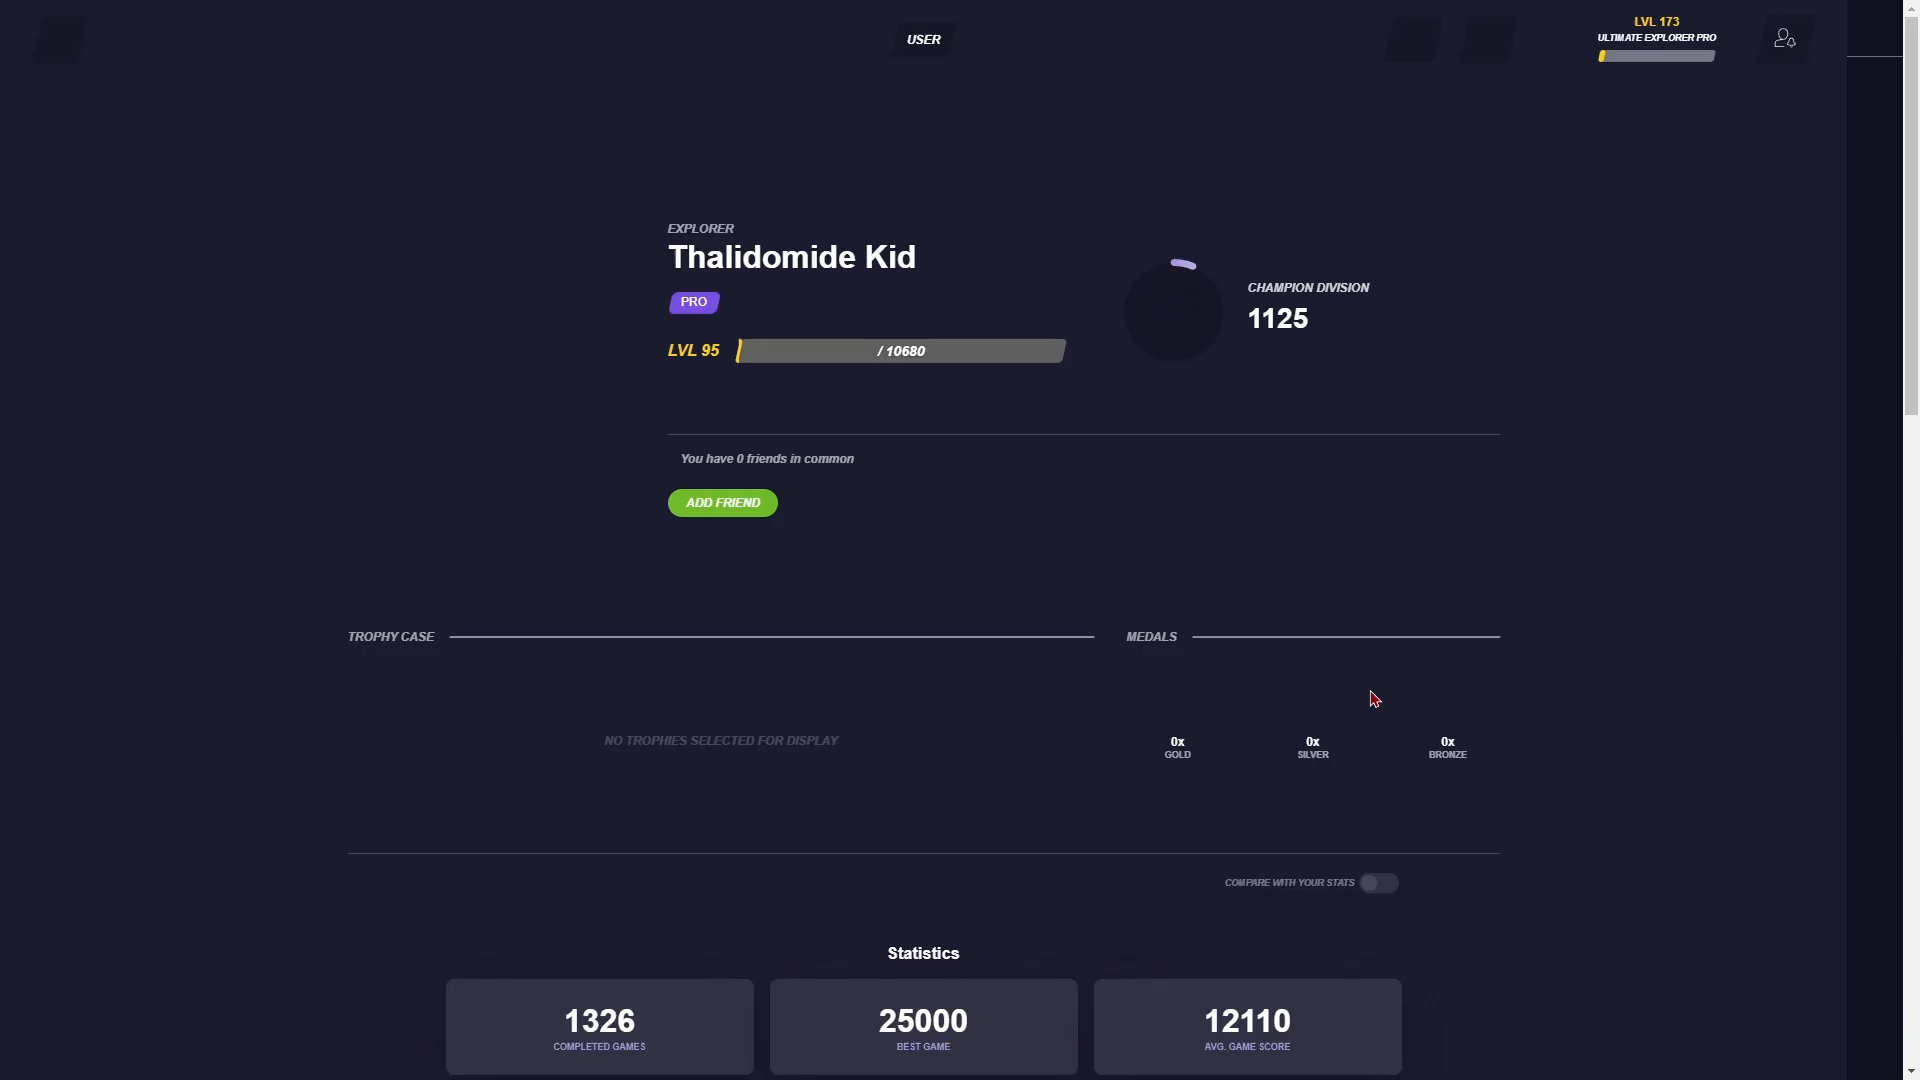 USER
LVL 173
ULTIMATE EXPLORER PRO
EXPLORER
Thalidomide Kid
PRO
LVL 95
/ 10680
CHAMPION DIVISION
1125
You have 0 friends in common
ADD FRIEND
TROPHY CASE
MEDALS
NO TROPHIES SELECTED FOR DISPLAY
0x
GOLD
0x
SILVER
0x
BRONZE
COMPARE WITH YOUR STATS
Statistics
1326
COMPLETED GAMES
25000
BEST GAME
12110
AVG. GAME SCORE